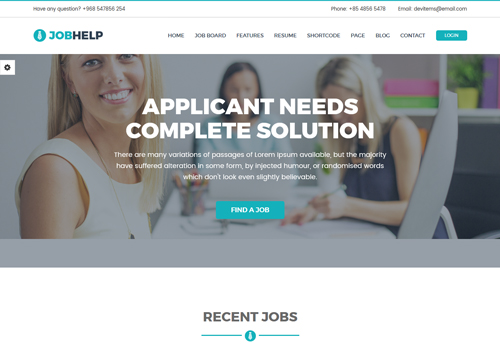 Have any question? +968 547856 254
Phone: +85 4856 5478
Email: devitems@email.com
JOBHELP
HOME
JOB BOARD
FEATURES
RESUME
SHORTCODE
PAGE
BLOG
CONTACT
LOGIN
APPLICANT NEEDS
COMPLETE SOLUTION
There are many variations of passages of Lorem Ipsum available, but the majority
have suffered alteration in some form, by injected humour, or randomised words
which don't look even slightly believable.
FIND A JOB
RECENT JOBS